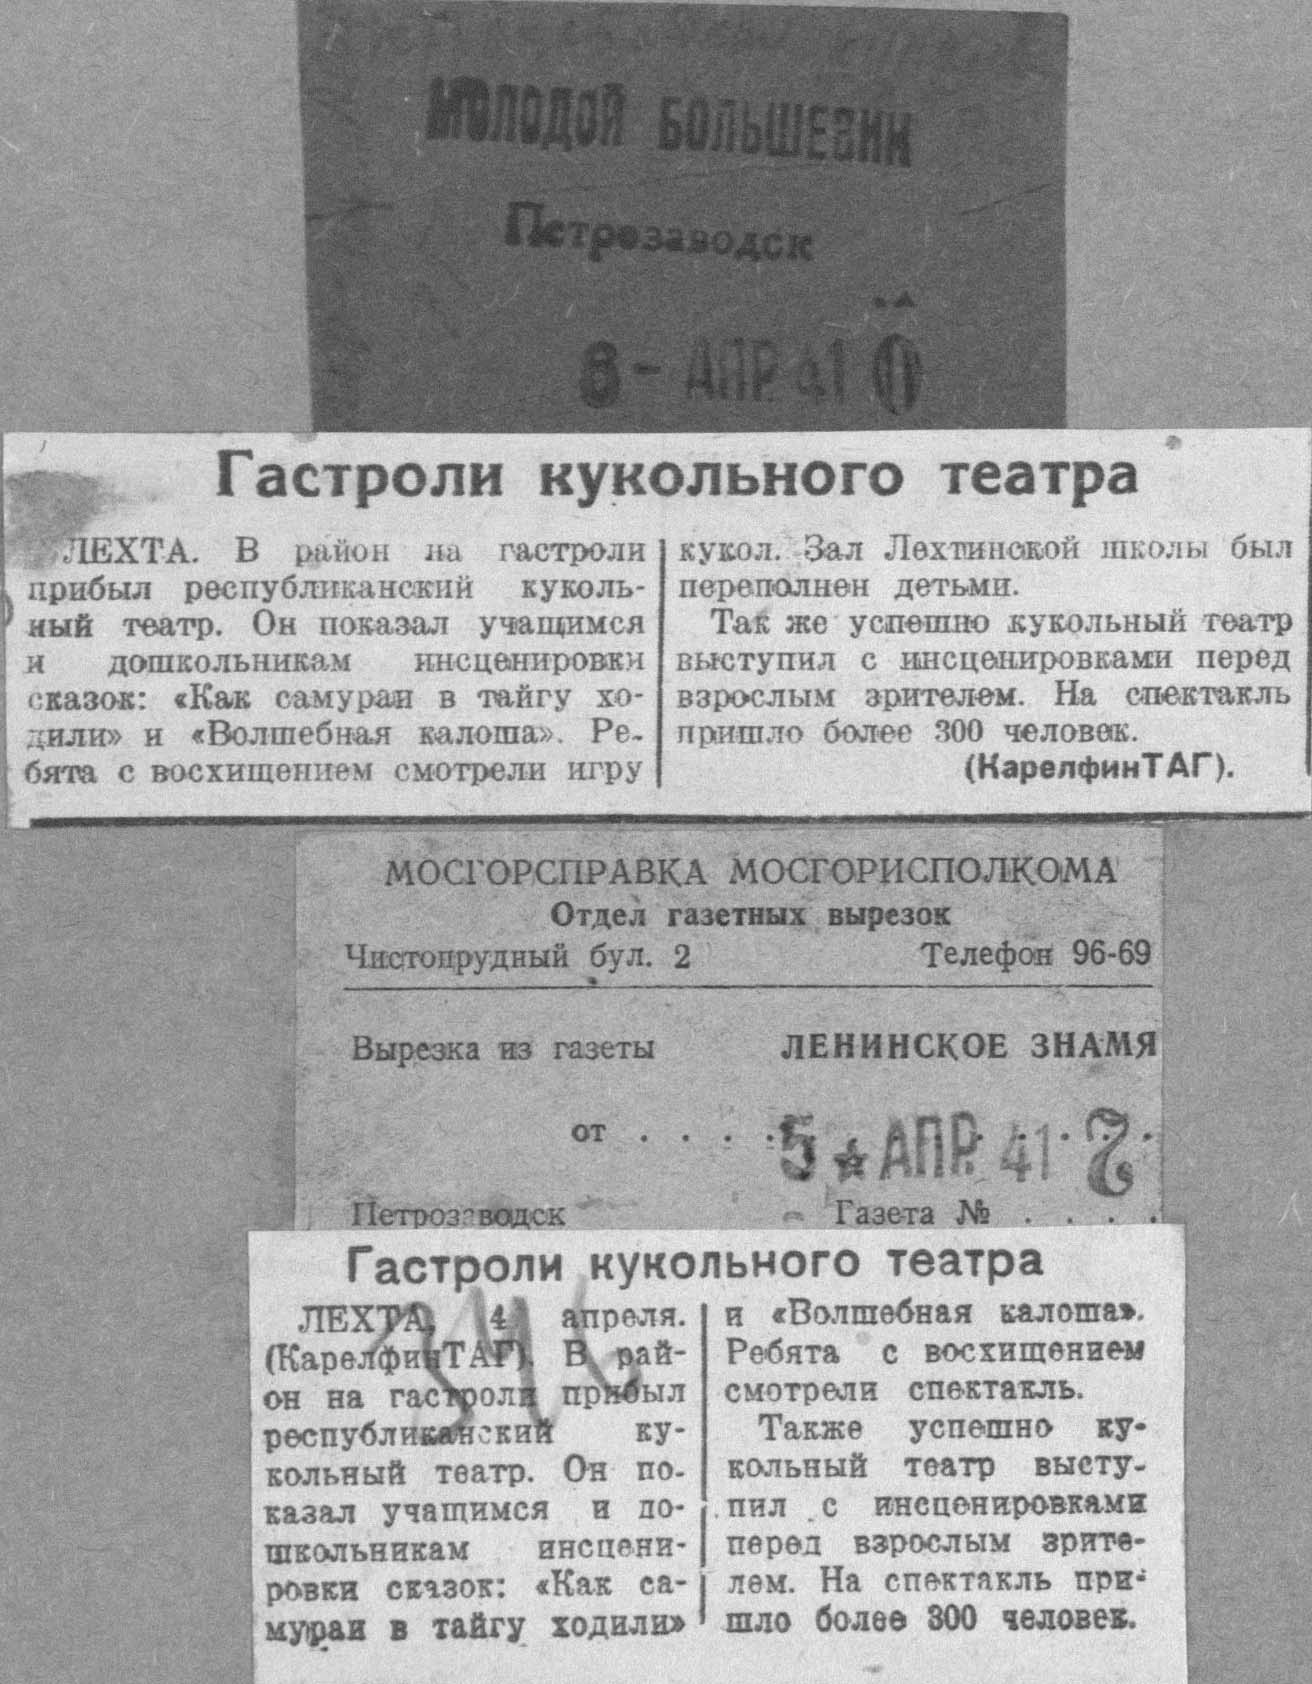 МОЛОДОЙ БОЛЬШЕВИК
Петрозаводск
6 - АПР. 41
Гастроли кукольного театра
ЛЕХТА. В район на гастроли
прибыл республиканский куколь-
ный театр. Он показал учащимся
и дошкольникам инсценировки
сказок: «Как самураи в тайгу хо-
дили» и «Волшебная калоша». Ре-
бята с восхищением смотрели игру
кукол. Зал Лехтинской школы был
переполнен детьми.
Так же успешно кукольный театр
выступил с инсценировками перед
взрослым зрителем. На спектакль
пришло более 300 человек.
(КарелфинТАГ).
МОСГОРСПРАВКА МОСГОРИСПОЛКОМА
Отдел газетных вырезок
Чистопрудный бул. 2 Телефон 96-69
Вырезка из газеты ЛЕНИНСКОЕ ЗНАМЯ
от . . . . 5 ☆ АПР. 41
Петрозаводск Газета № . . . .
Гастроли кукольного театра
ЛЕХТА, 4 апреля.
(КарелфинТАГ). В рай-
он на гастроли прибыл
республиканский ку-
кольный театр. Он по-
казал учащимся и до-
школьникам инсцени-
ровки сказок: «Как са-
мураи в тайгу ходили»
и «Волшебная калоша».
Ребята с восхищением
смотрели спектакль.
Также успешно ку-
кольный театр высту-
пил с инсценировками
перед взрослым зрите-
лем. На спектакль при-
шло более 300 человек.